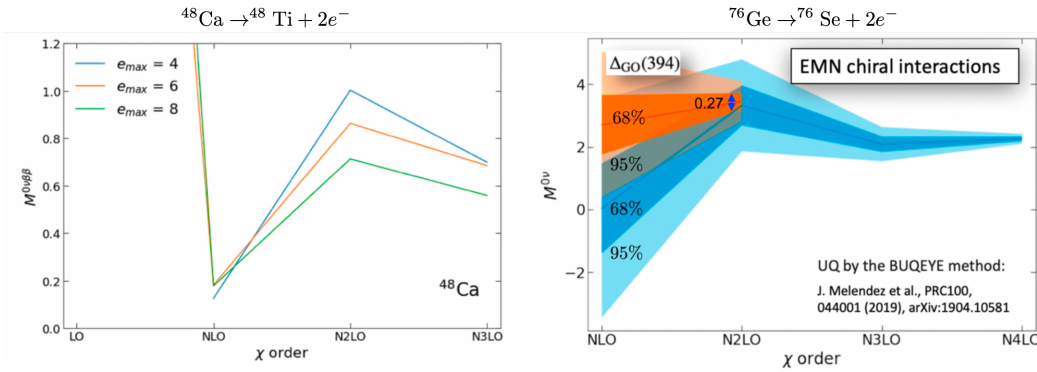 ⁴⁸Ca →⁴⁸ Ti + 2e⁻
1.2
1.0
0.8
0.6
0.4
0.2
0.0
M⁰νββ
e_max = 4
e_max = 6
e_max = 8
⁴⁸Ca
LO NLO N2LO N3LO
χ order
⁷⁶Ge →⁷⁶ Se + 2e⁻
4
2
0
−2
M⁰ν
Δ_GO(394)
EMN chiral interactions
0.27
68%
95%
68%
95%
UQ by the BUQEYE method:
J. Melendez et al., PRC100,
044001 (2019), arXiv:1904.10581
NLO N2LO N3LO N4LO
χ order